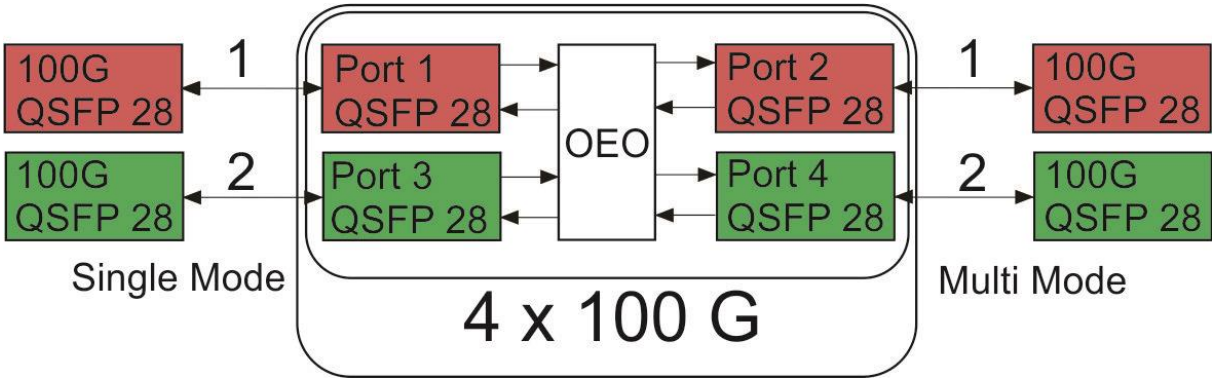 100G
QSFP 28
1
Port 1
QSFP 28
OEO
Port 2
QSFP 28
1
100G
QSFP 28
100G
QSFP 28
2
Port 3
QSFP 28
Port 4
QSFP 28
2
100G
QSFP 28
Single Mode
Multi Mode
4 x 100 G